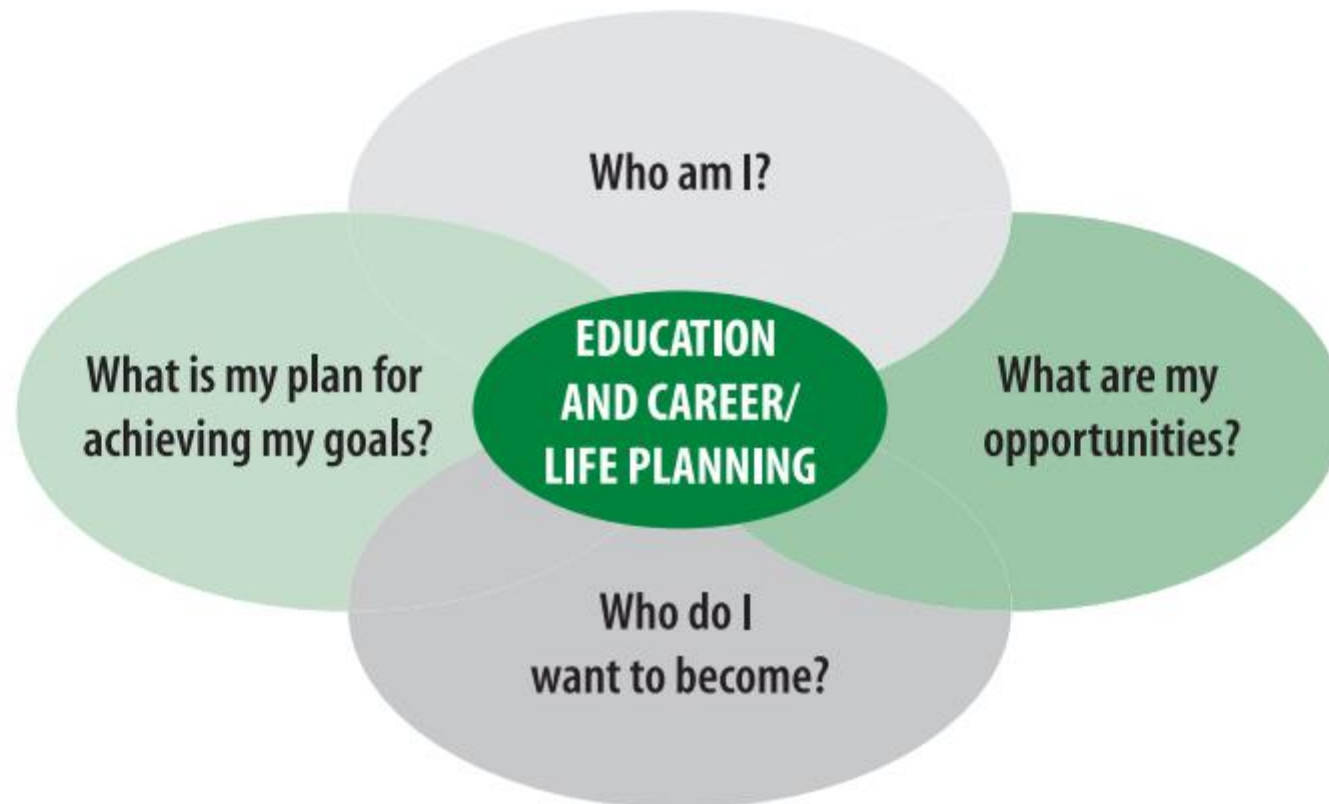 Who am I?
What is my plan for
achieving my goals?
EDUCATION
AND CAREER/
LIFE PLANNING
What are my
opportunities?
Who do I
want to become?